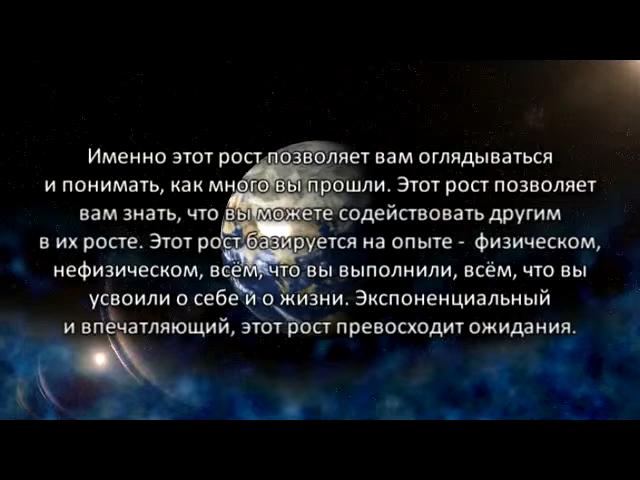 Именно этот рост позволяет вам оглядываться
и понимать, как много вы прошли. Этот рост позволяет
вам знать, что вы можете содействовать другим
в их росте. Этот рост базируется на опыте - физическом,
нефизическом, всём, что вы выполнили, всём, что вы
усвоили о себе и о жизни. Экспоненциальный
и впечатляющий, этот рост превосходит ожидания.